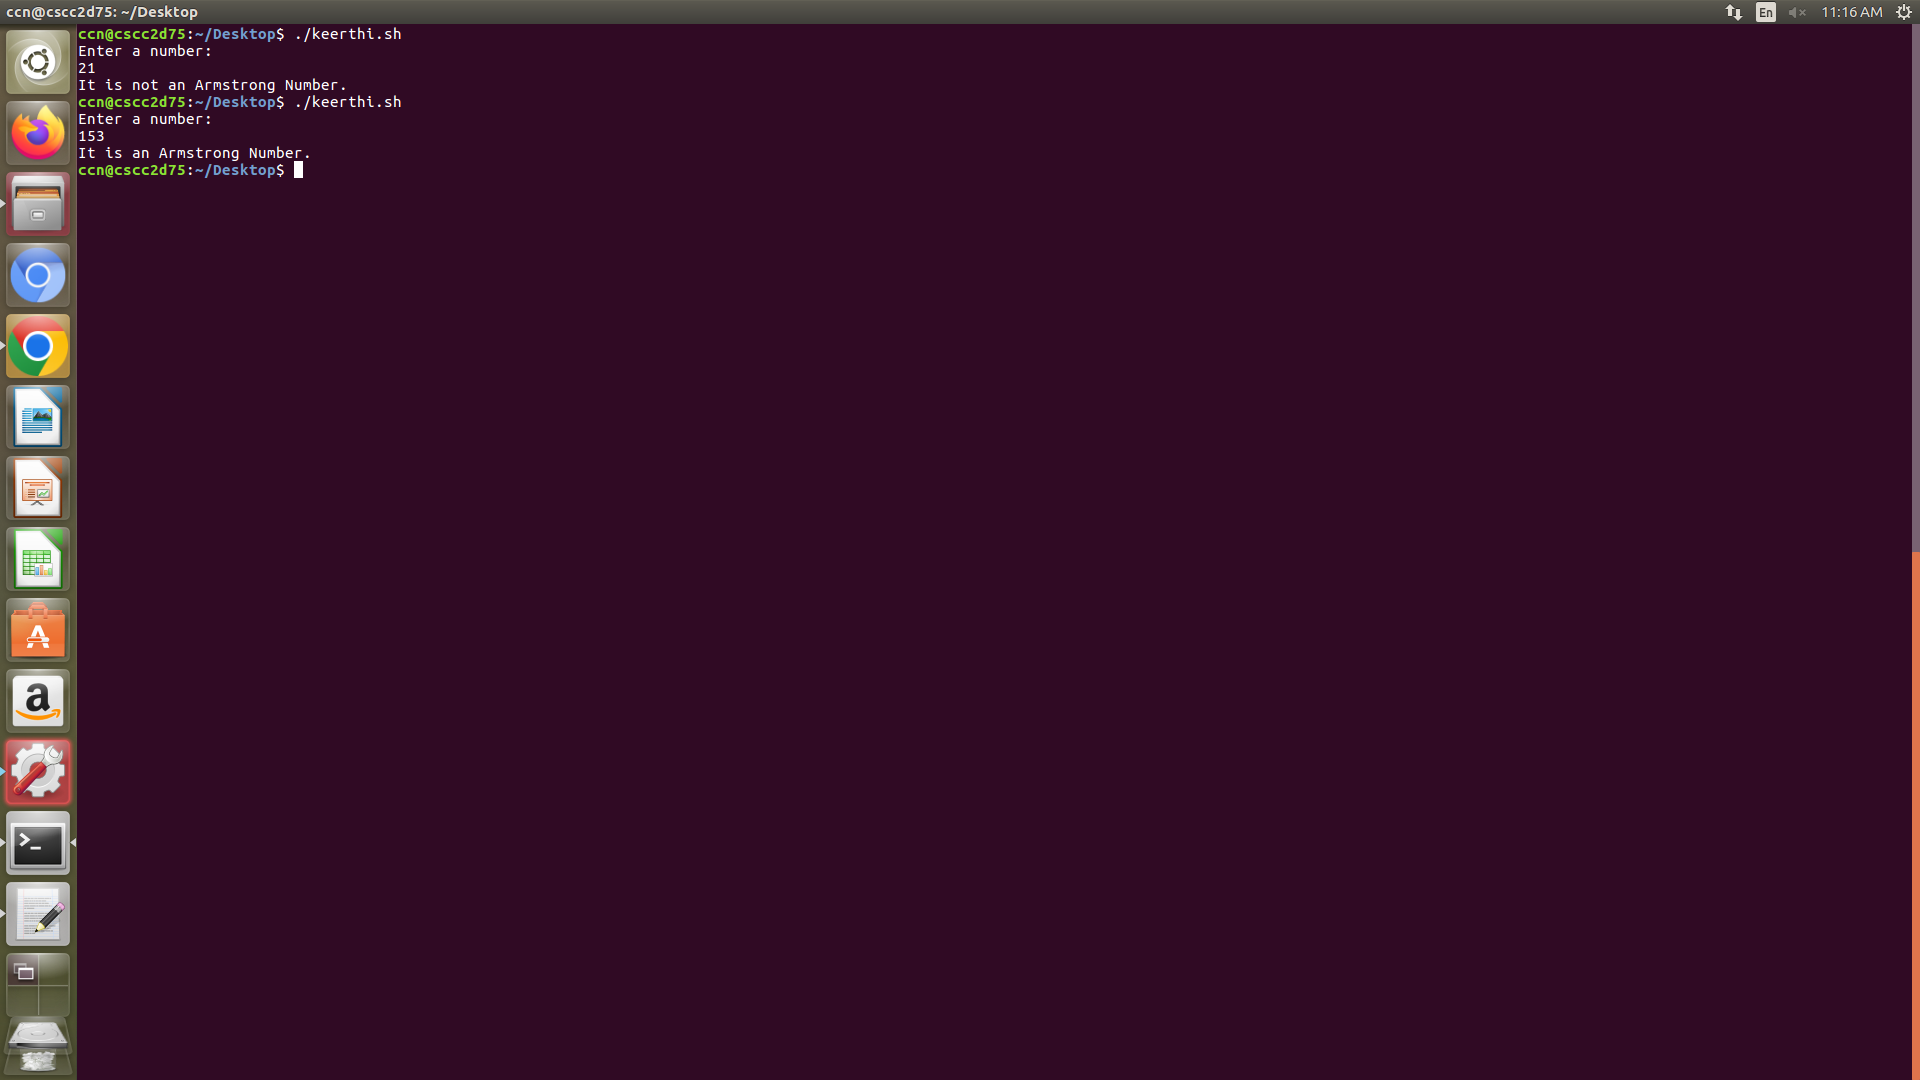 ccn@cscc2d75: ~/Desktop
En
11:16 AM
ccn@cscc2d75:~/Desktop$ ./keerthi.sh
Enter a number:
21
It is not an Armstrong Number.
ccn@cscc2d75:~/Desktop$ ./keerthi.sh
Enter a number:
153
It is an Armstrong Number.
ccn@cscc2d75:~/Desktop$